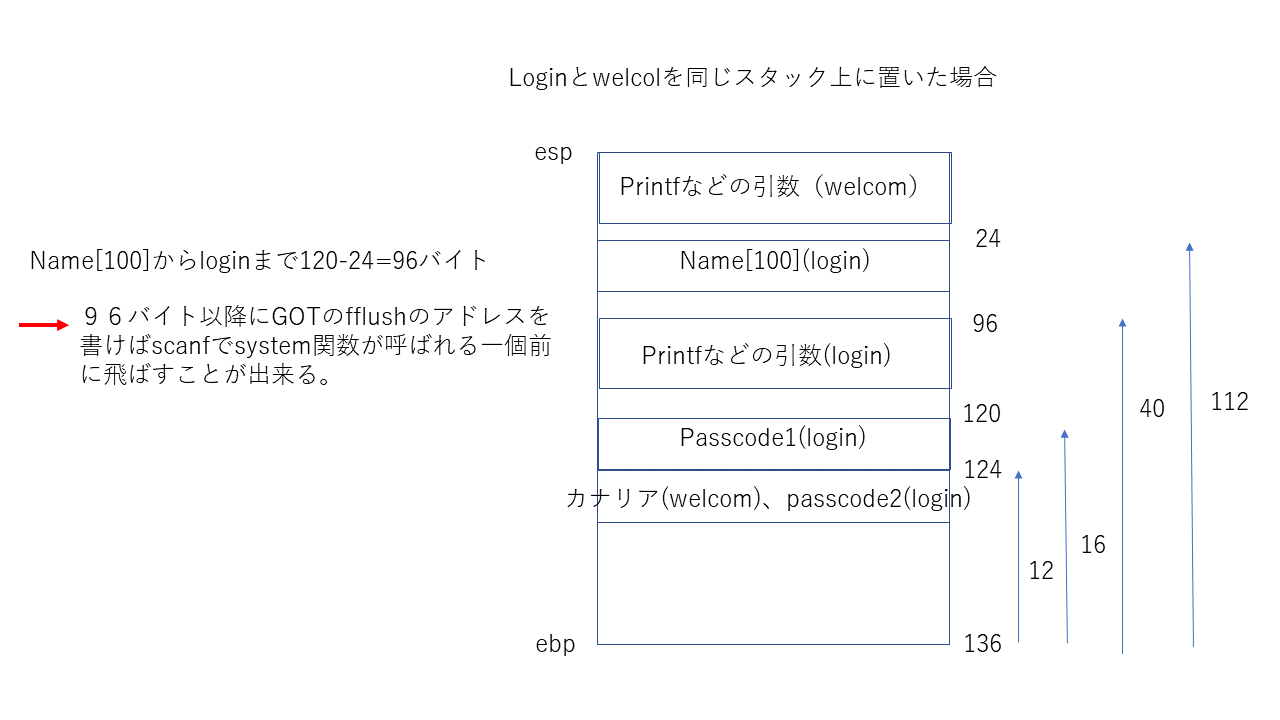 Loginとwelcolを同じスタック上に置いた場合
esp
Printfなどの引数（welcom）
24
Name[100]からloginまで120-24=96バイト
Name[100](login)
９６バイト以降にGOTのfflushのアドレスを
書けばscanfでsystem関数が呼ばれる一個前
に飛ばすことが出来る。
96
Printfなどの引数(login)
40
112
120
Passcode1(login)
124
カナリア(welcom)、passcode2(login)
16
12
ebp
136